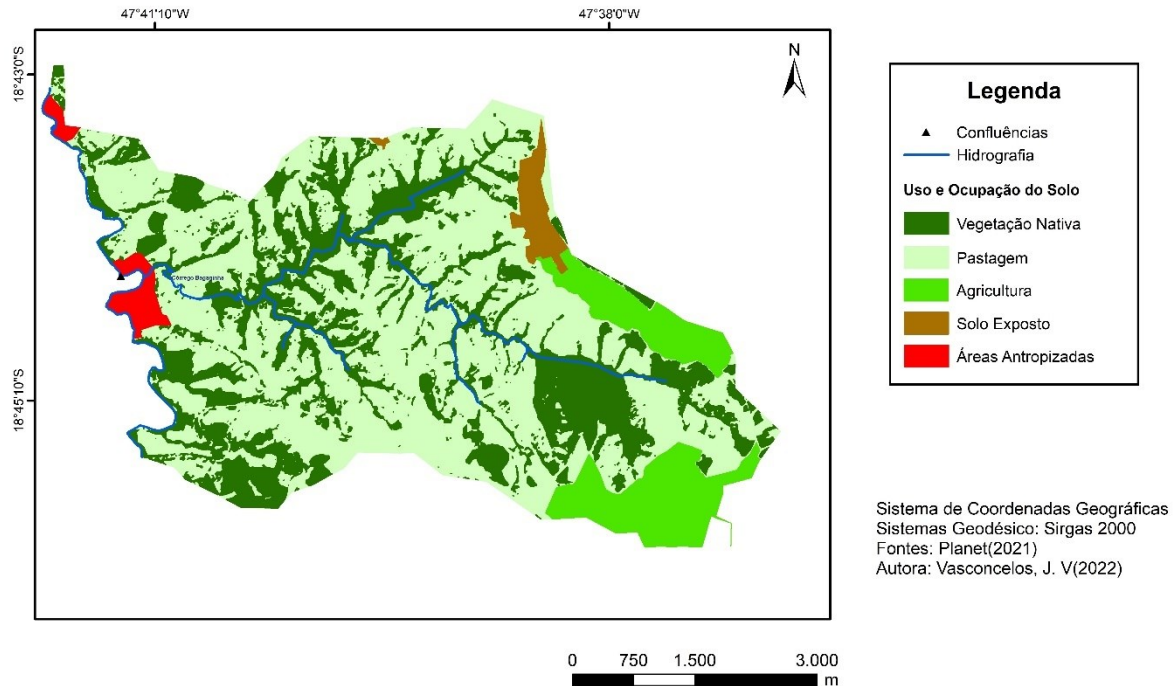 47°41'10"W
47°38'0"W
18°43'0"S
18°45'10"S
N
Córrego Bagaginha
Legenda
Confluências
Hidrografia
Uso e Ocupação do Solo
Vegetação Nativa
Pastagem
Agricultura
Solo Exposto
Áreas Antropizadas
Sistema de Coordenadas Geográficas
Sistemas Geodésico: Sirgas 2000
Fontes: Planet(2021)
Autora: Vasconcelos, J. V(2022)
0 750 1.500 3.000
m